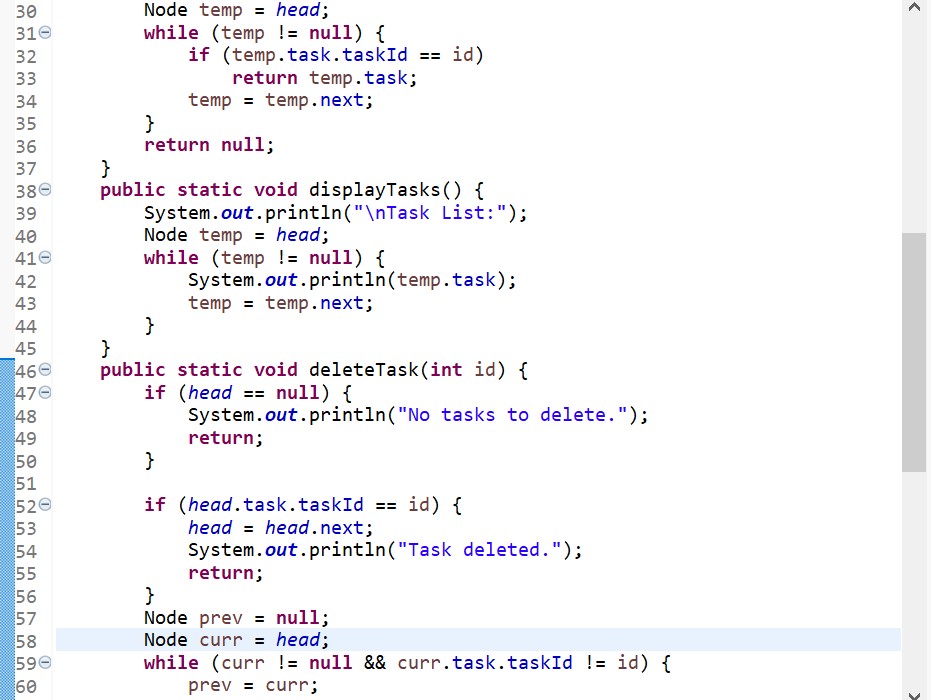 30 Node temp = head;
31 while (temp != null) {
32 if (temp.task.taskId == id)
33 return temp.task;
34 temp = temp.next;
35 }
36 return null;
37 }
38 public static void displayTasks() {
39 System.out.println("\nTask List:");
40 Node temp = head;
41 while (temp != null) {
42 System.out.println(temp.task);
43 temp = temp.next;
44 }
45 }
46 public static void deleteTask(int id) {
47 if (head == null) {
48 System.out.println("No tasks to delete.");
49 return;
50 }
51
52 if (head.task.taskId == id) {
53 head = head.next;
54 System.out.println("Task deleted.");
55 return;
56 }
57 Node prev = null;
58 Node curr = head;
59 while (curr != null && curr.task.taskId != id) {
60 prev = curr;